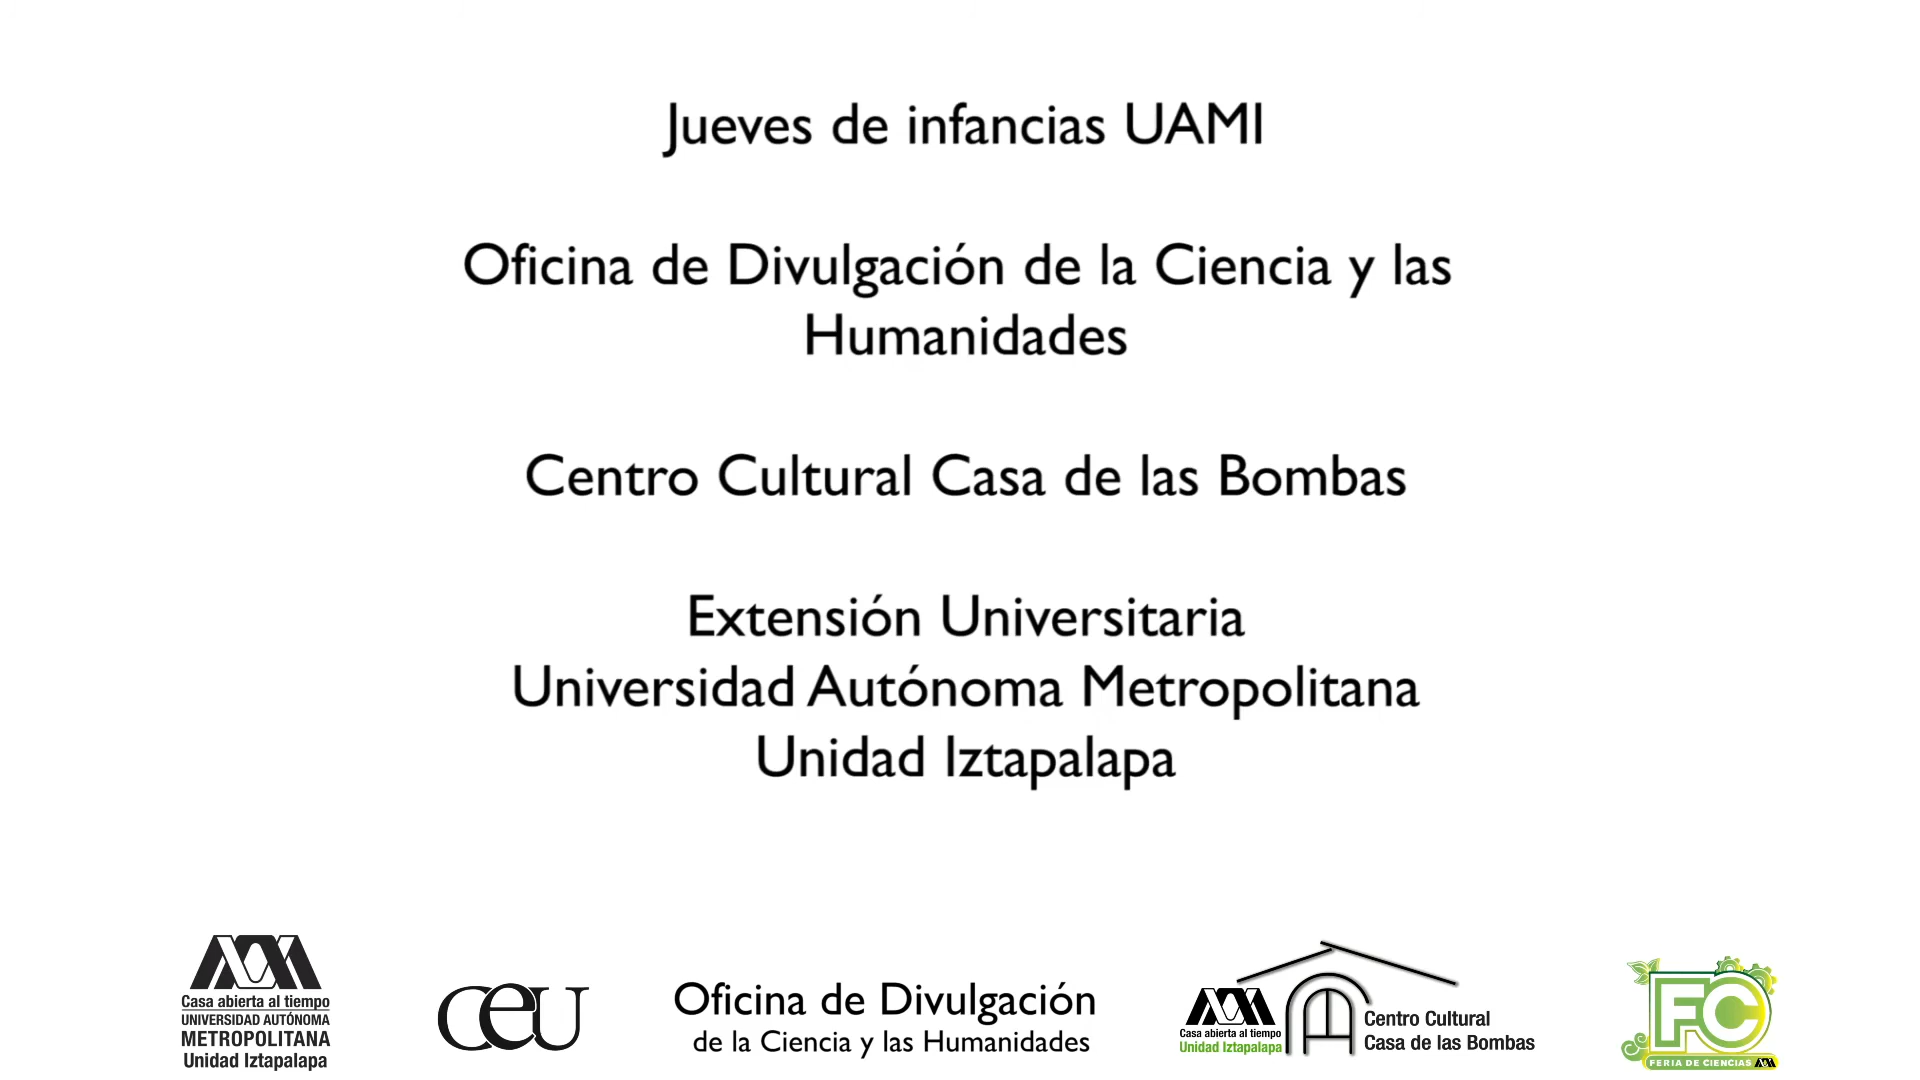 Jueves de infancias UAMI
Oficina de Divulgación de la Ciencia y las
Humanidades
Centro Cultural Casa de las Bombas
Extensión Universitaria
Universidad Autónoma Metropolitana
Unidad Iztapalapa
Casa abierta al tiempo
UNIVERSIDAD AUTÓNOMA
METROPOLITANA
Unidad Iztapalapa
ceu
Oficina de Divulgación
de la Ciencia y las Humanidades
Casa abierta al tiempo
Unidad Iztapalapa
Centro Cultural
Casa de las Bombas
FC
FERIA DE CIENCIAS